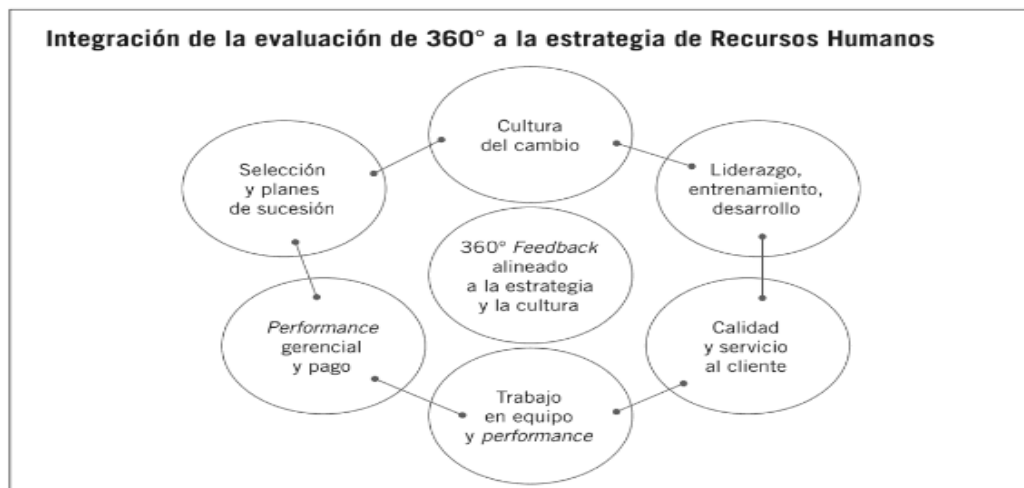 Integración de la evaluación de 360° a la estrategia de Recursos Humanos
Cultura
del cambio
Selección
y planes
de sucesión
Liderazgo,
entrenamiento,
desarrollo
360° Feedback
alineado
a la estrategia
y la cultura
Performance
gerencial
y pago
Calidad
y servicio
al cliente
Trabajo
en equipo
y performance